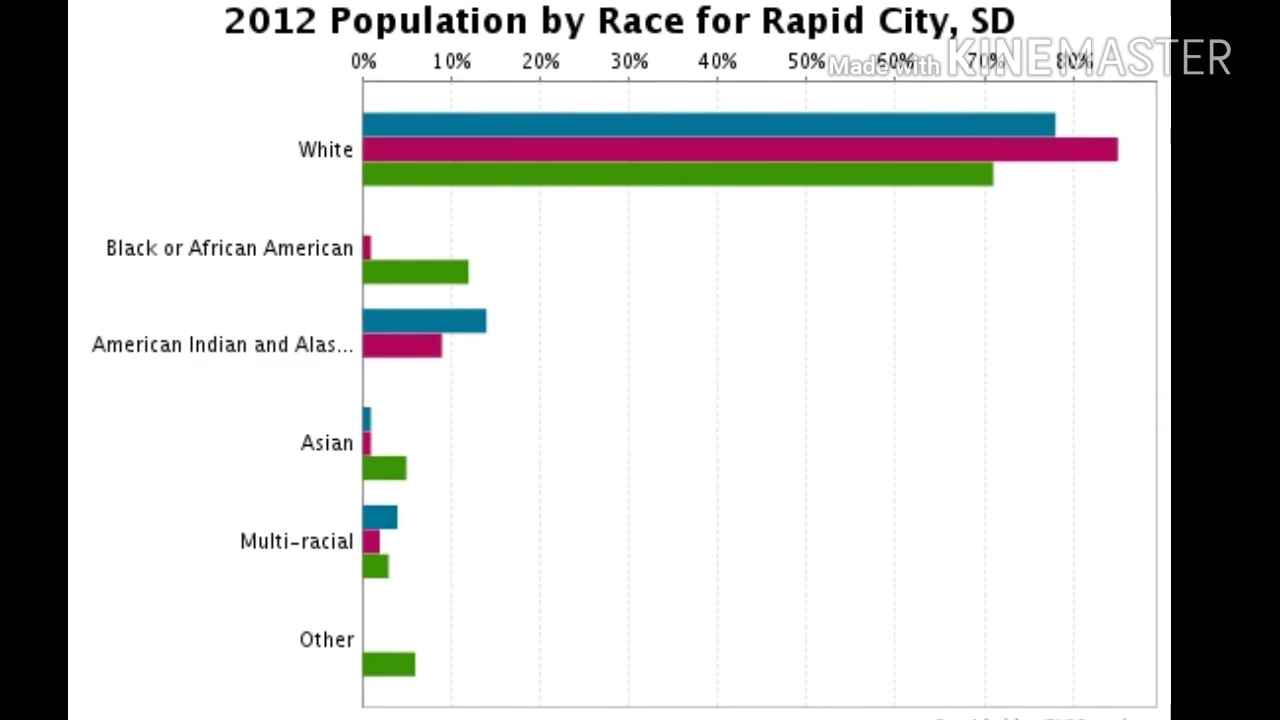 2012 Population by Race for Rapid City, SD
0% 10% 20% 30% 40% 50% 60% 70% 80%
Made with KINEMASTER
White
Black or African American
American Indian and Alas...
Asian
Multi-racial
Other